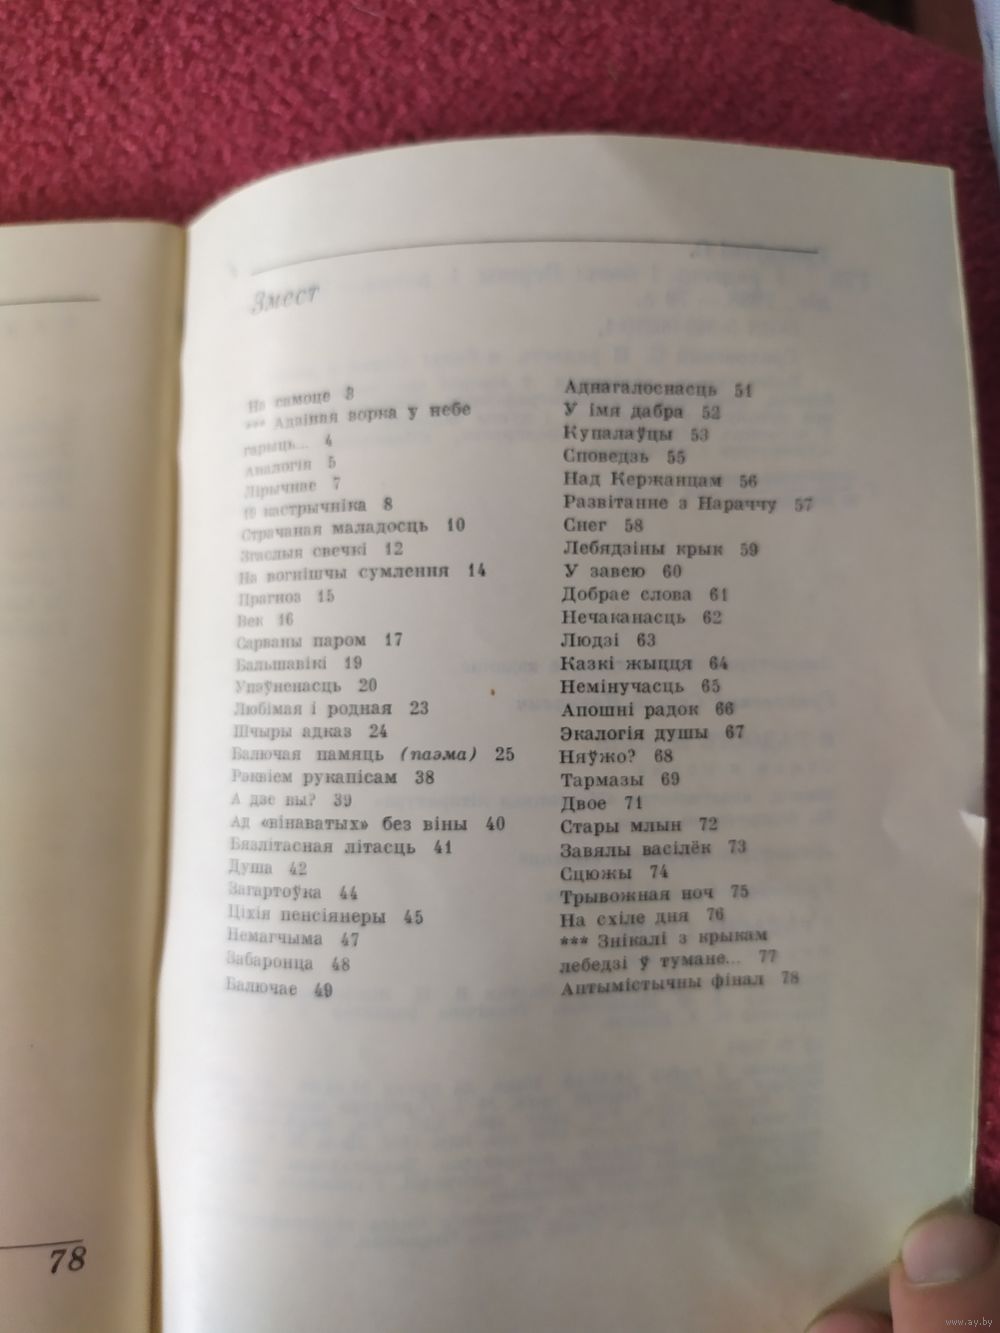 Змест
На самоце 3
*** Адзіная зорка у небе
гарыць... 4
Аналогія 5
Лірычнае 7
19 кастрычніка 8
Страчаная маладосць 10
Згаслыя свечкі 12
На вогнішчы сумлення 14
Прагноз 15
Век 16
Сарваны паром 17
Бальшавікі 19
Упэўненасць 20
Любімая і родная 23
Шчыры адказ 24
Балючая памяць (паэма) 25
Рэквіем рукапісам 38
А дзе вы? 39
Ад «вінаватых» без віны 40
Бязлітасная літасць 41
Душа 42
Загартоўка 44
Ціхія пенсіянеры 45
Немагчыма 47
Забаронца 48
Балючае 49
Аднагалоснасць 51
У імя дабра 52
Купалаўцы 53
Споведзь 55
Над Кержанцам 56
Развітанне з Нараччу 57
Снег 58
Лебядзіны крык 59
У завею 60
Добрае слова 61
Нечаканасць 62
Людзі 63
Казкі жыцця 64
Немінучасць 65
Апошні радок 66
Экалогія душы 67
Няўжо? 68
Тармазы 69
Двое 71
Стары млын 72
Завялы васілёк 73
Сцюжы 74
Трывожная ноч 75
На схіле дня 76
*** Знікалі з крыкам
лебедзі ў тумане... 77
Антымістычны фінал 78
78
www.ay.by